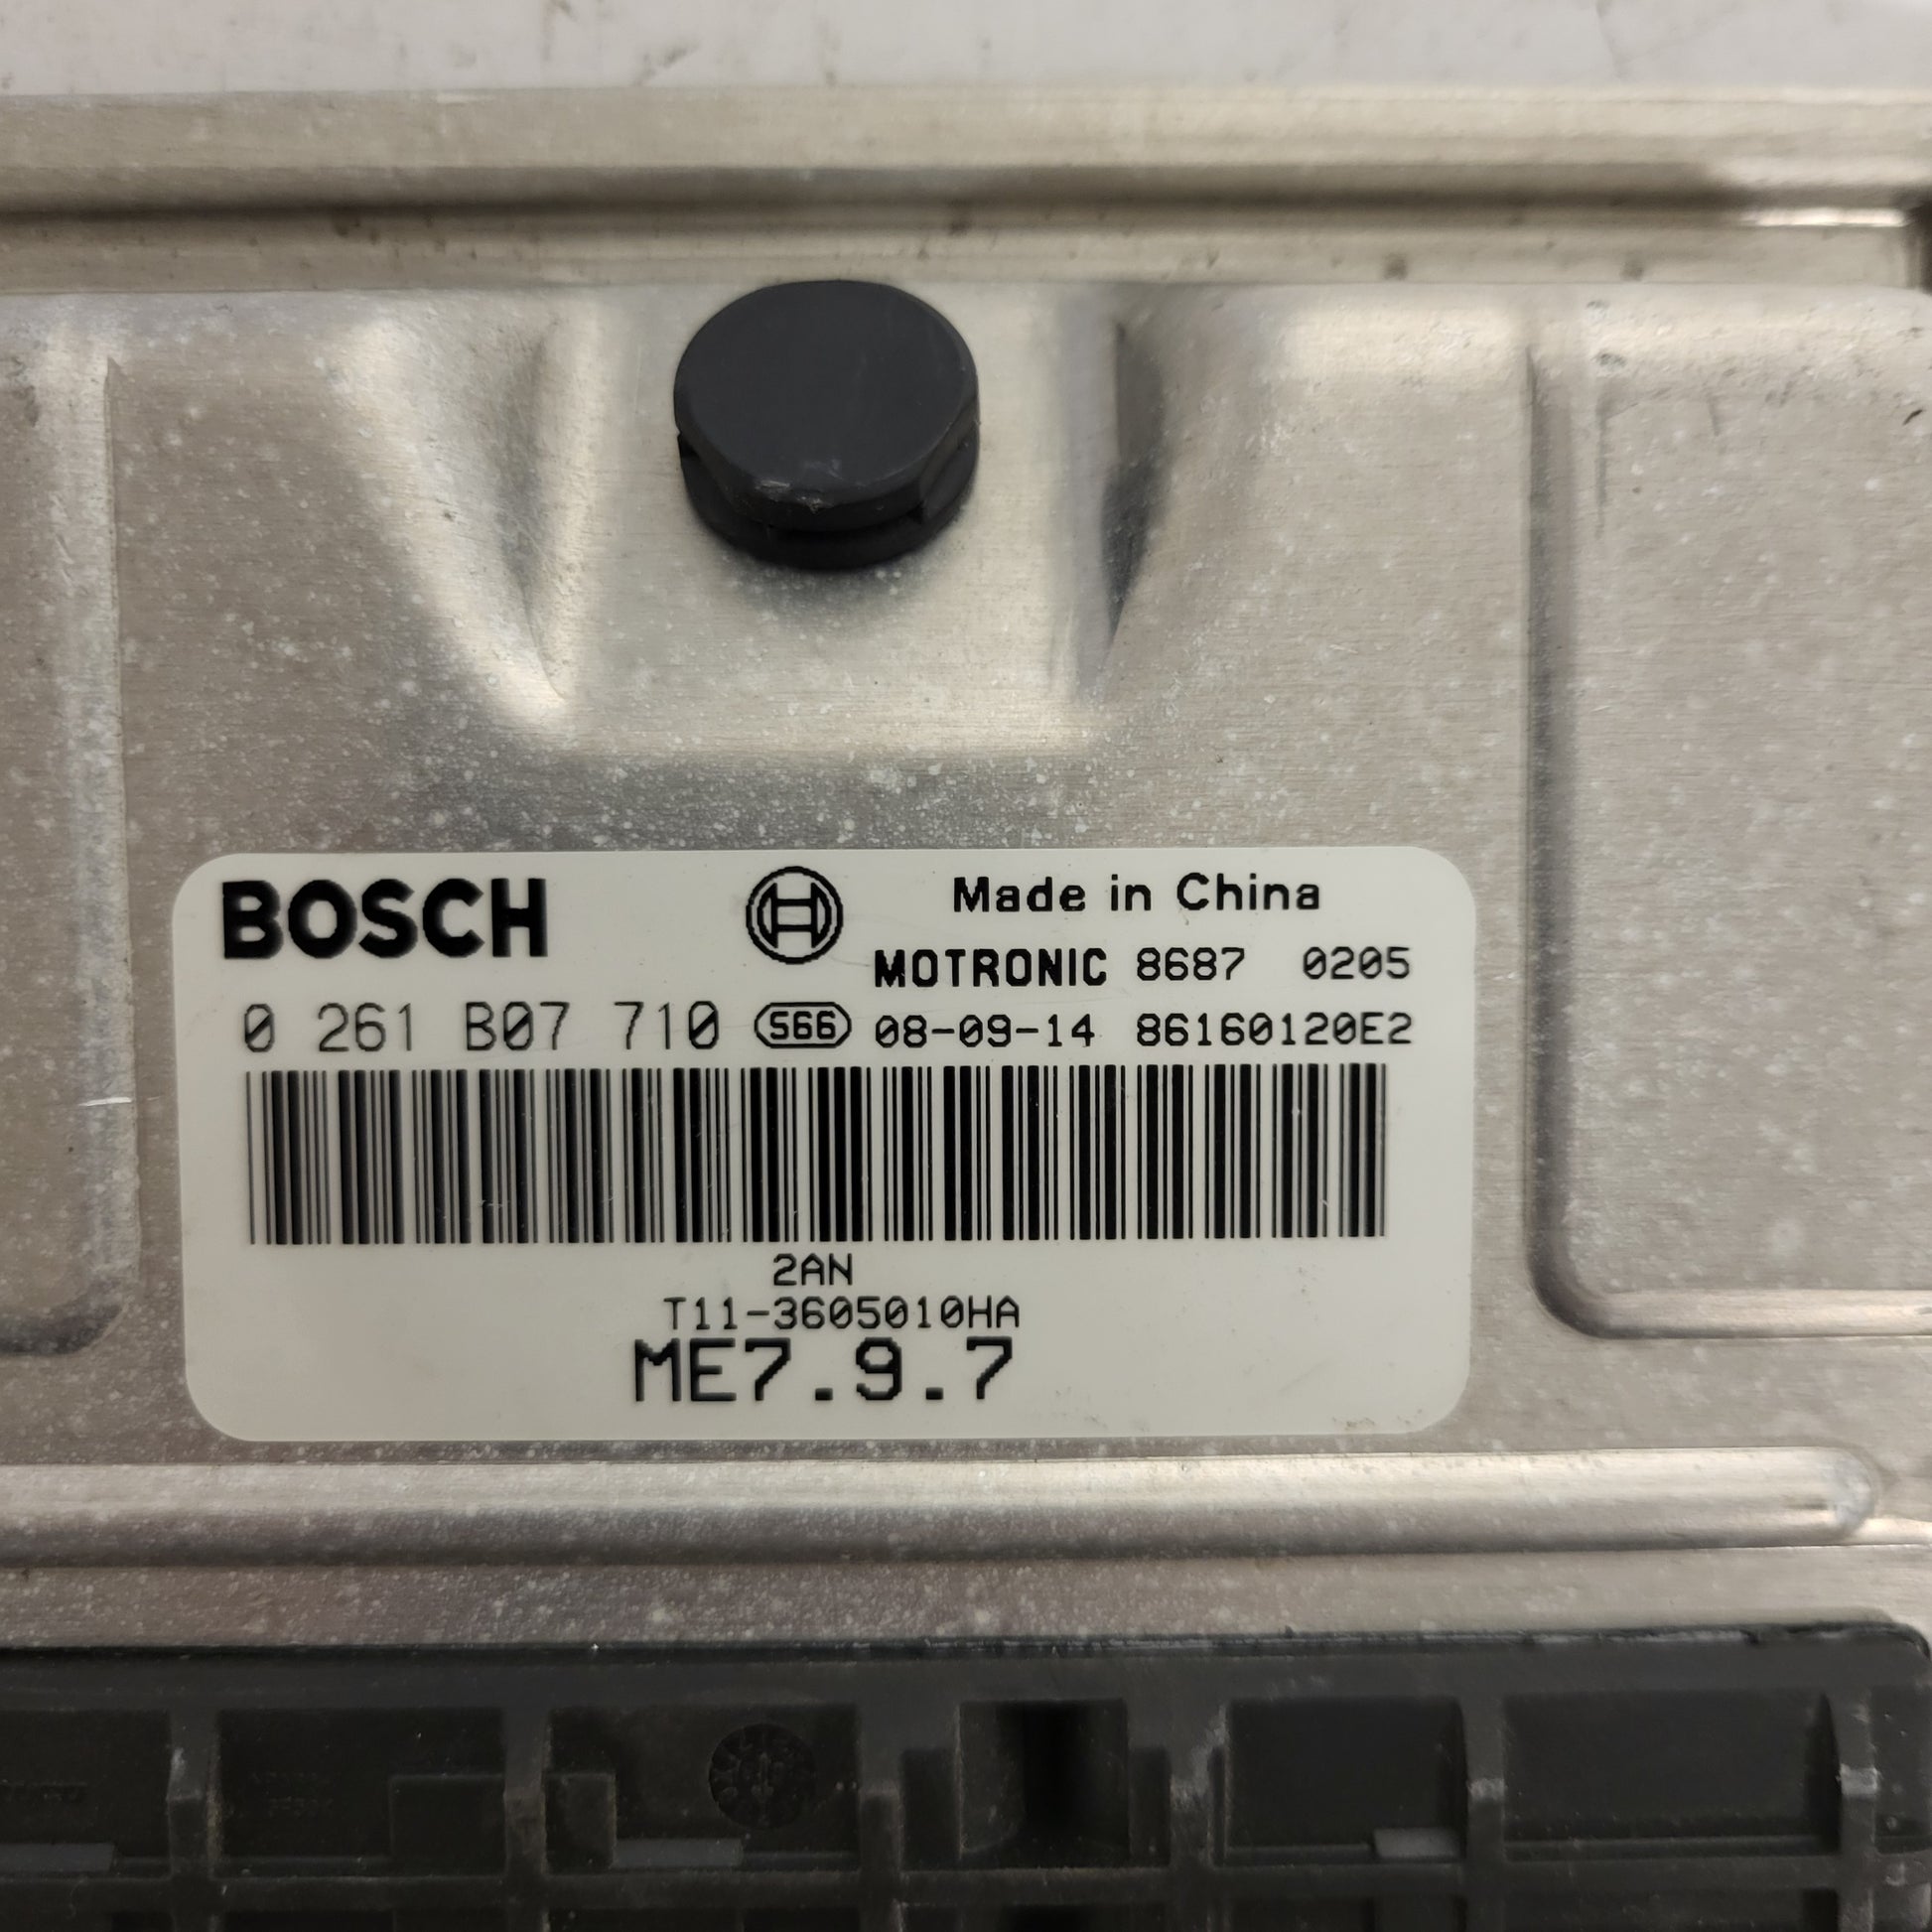 BOSCH
Made in China
MOTRONIC 8687 0205
0 261 B07 710 S66 08-09-14 86160120E2
2AN
T11-3605010HA
ME7.9.7